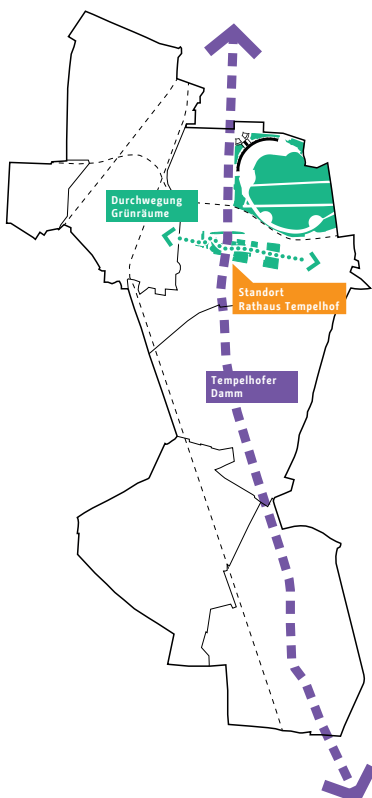 Durchwegung
Grünräume
Standort
Rathaus Tempelhof
Tempelhofer
Damm